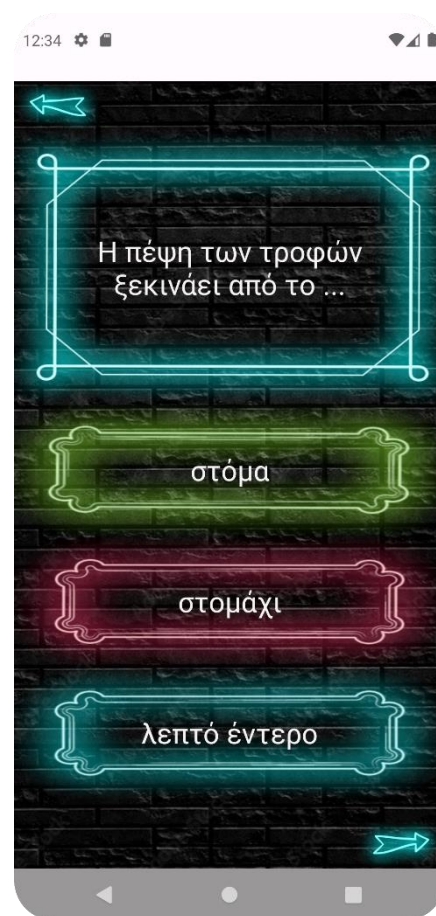 12:34
Η πέψη των τροφών
ξεκινάει από το ...
στόμα
στομάχι
λεπτό έντερο